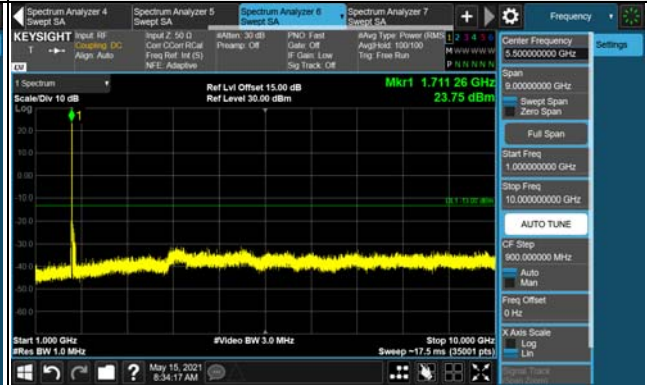 Spectrum Analyzer 4
Swept SA
Spectrum Analyzer 5
Swept SA
Spectrum Analyzer 6
Swept SA
Spectrum Analyzer 7
Swept SA
Frequency
KEYSIGHT
T
Input: RF
Coupling: DC
Align: Auto
Input Z: 50 Ω
Corr CCorr RCal
Freq Ref: Int (S)
NFE: Adaptive
#Atten: 30 dB
Preamp: Off
PNO: Fast
Gate: Off
IF Gain: Low
Sig Track: Off
#Avg Type: Power (RMS
Avg|Hold: 100/100
Trig: Free Run
1 2 3 4 5 6
M W W W W W
P N N N N N
1 Spectrum
Scale/Div 10 dB
Log
Ref Lvl Offset 15.00 dB
Ref Level 30.00 dBm
Mkr1 1.711 26 GHz
23.75 dBm
1
20.0
10.0
0.00
-10.0
-20.0
-30.0
-40.0
-50.0
-60.0
DL1 -13.00 dBm
Start 1.000 GHz
#Res BW 1.0 MHz
#Video BW 3.0 MHz
Stop 10.000 GHz
Sweep ~17.5 ms (35001 pts)
Center Frequency
5.500000000 GHz
Settings
Span
9.00000000 GHz
Swept Span
Zero Span
Full Span
Start Freq
1.000000000 GHz
Stop Freq
10.000000000 GHz
AUTO TUNE
CF Step
900.000000 MHz
Auto
Man
Freq Offset
0 Hz
X Axis Scale
Log
Lin
Signal Track
May 15, 2021
8:34:17 AM